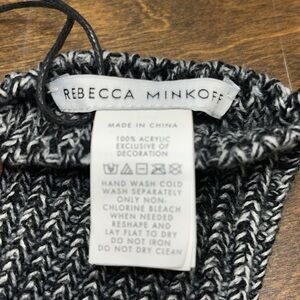 REBECCA MINKOFF
MADE IN CHINA
100% ACRYLIC
EXCLUSIVE OF
DECORATION
HAND WASH COLD
WASH SEPARATELY
ONLY NON-
CHLORINE BLEACH
WHEN NEEDED
RESHAPE AND
LAY FLAT TO DRY
DO NOT IRON
DO NOT DRY CLEAN